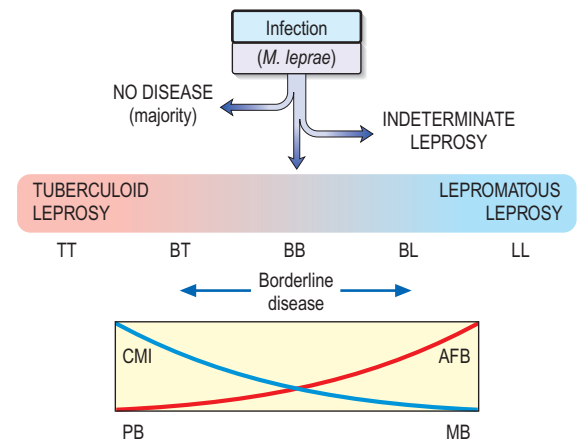 Infection
(M. leprae)
NO DISEASE
(majority)
INDETERMINATE
LEPROSY
TUBERCULOID
LEPROSY
LEPROMATOUS
LEPROSY
TT BT BB BL LL
Borderline
disease
CMI AFB
PB MB